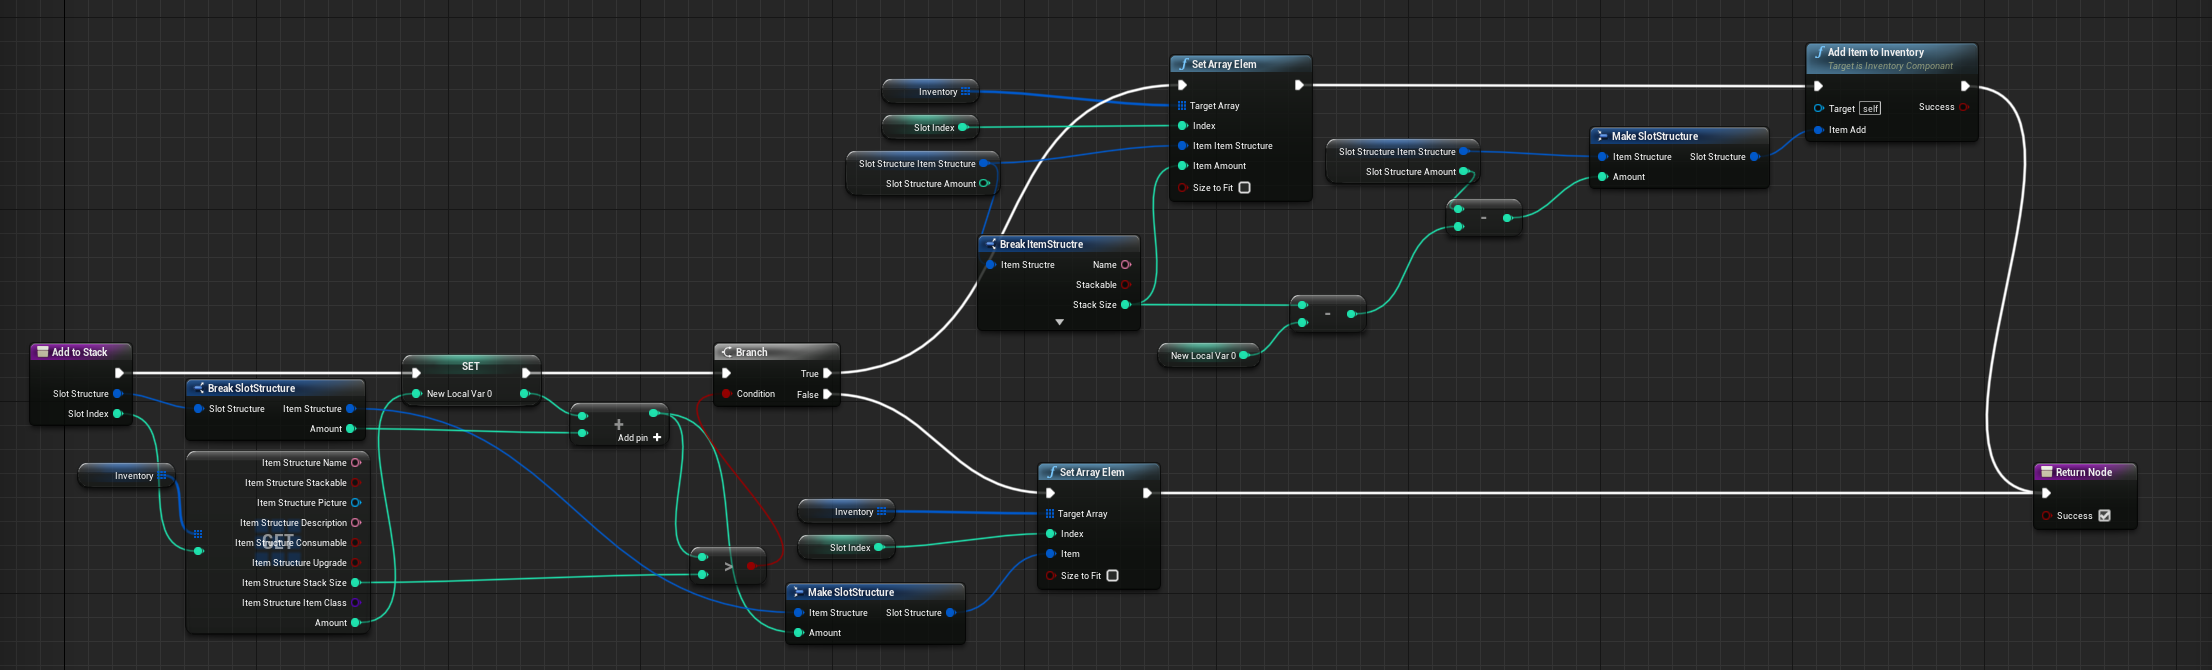 Add to Stack
Slot Structure
Slot Index
Break SlotStructure
Slot Structure
Item Structure
Amount
Inventory
GET
Item Structure Name
Item Structure Stackable
Item Structure Picture
Item Structure Description
Item Structure Consumable
Item Structure Upgrade
Item Structure Stack Size
Item Structure Item Class
Amount
SET
New Local Var 0
+
Add pin +
>
Branch
Condition
True
False
Inventory
Slot Index
Slot Structure Item Structure
Slot Structure Amount
Set Array Elem
Target Array
Index
Item Item Structure
Item Amount
Size to Fit
Break ItemStructre
Item Structre
Name
Stackable
Stack Size
New Local Var 0
-
Slot Structure Item Structure
Slot Structure Amount
-
Make SlotStructure
Item Structure
Slot Structure
Amount
Add Item to Inventory
Target is Inventory Component
Target self
Success
Item Add
Inventory
Slot Index
Make SlotStructure
Item Structure
Slot Structure
Amount
Set Array Elem
Target Array
Index
Item
Size to Fit
Return Node
Success